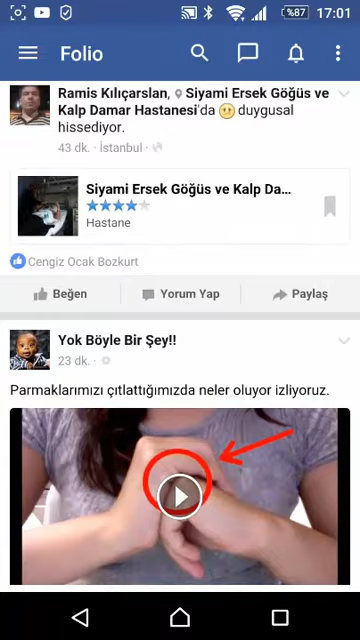 %87 17:01
Folio
Ramis Kılıçarslan, Siyami Ersek Göğüs ve
Kalp Damar Hastanesi'da duygusal
hissediyor.
43 dk. · İstanbul ·
Siyami Ersek Göğüs ve Kalp Da...
Hastane
Cengiz Ocak Bozkurt
Beğen Yorum Yap Paylaş
Yok Böyle Bir Şey!!
23 dk. ·
Parmaklarımızı çıtlattığımızda neler oluyor izliyoruz.